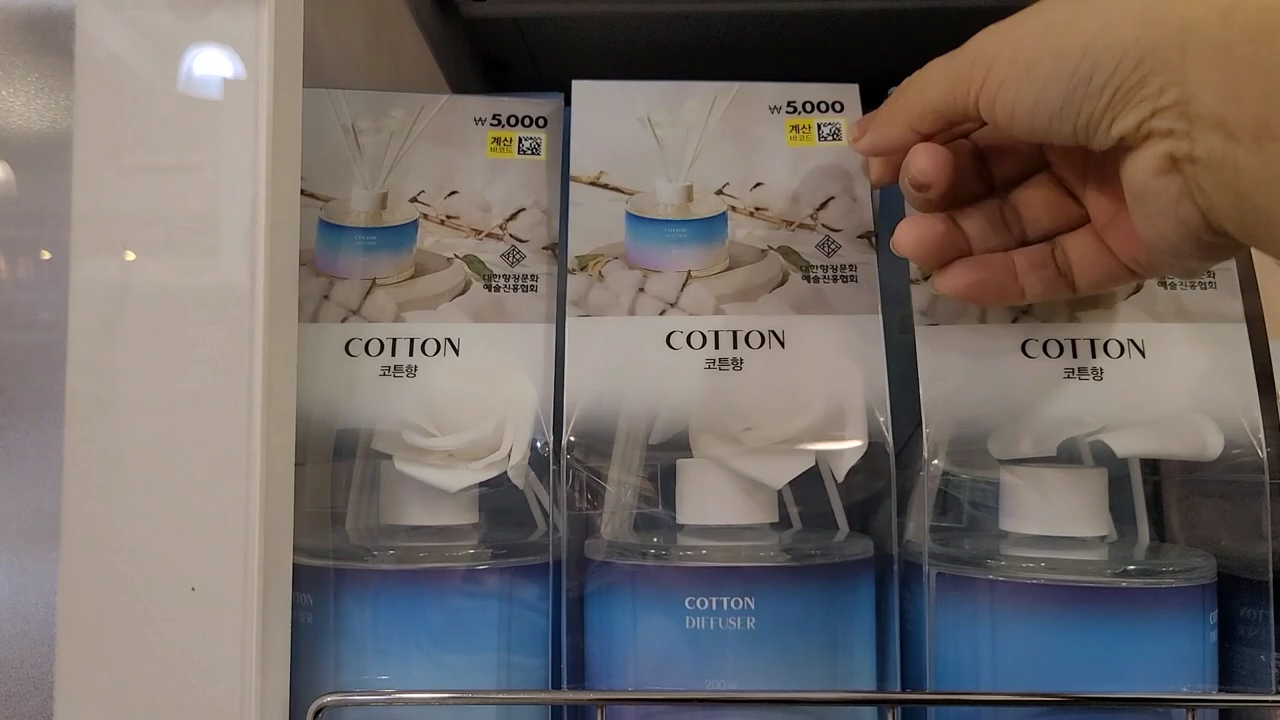 ₩5,000
계산
바코드
대한향장문화
예술진흥협회
COTTON
코튼향
₩5,000
계산
바코드
COTTON
DIFFUSER
대한향장문화
예술진흥협회
COTTON
코튼향
COTTON
DIFFUSER
예술진흥협회
COTTON
코튼향